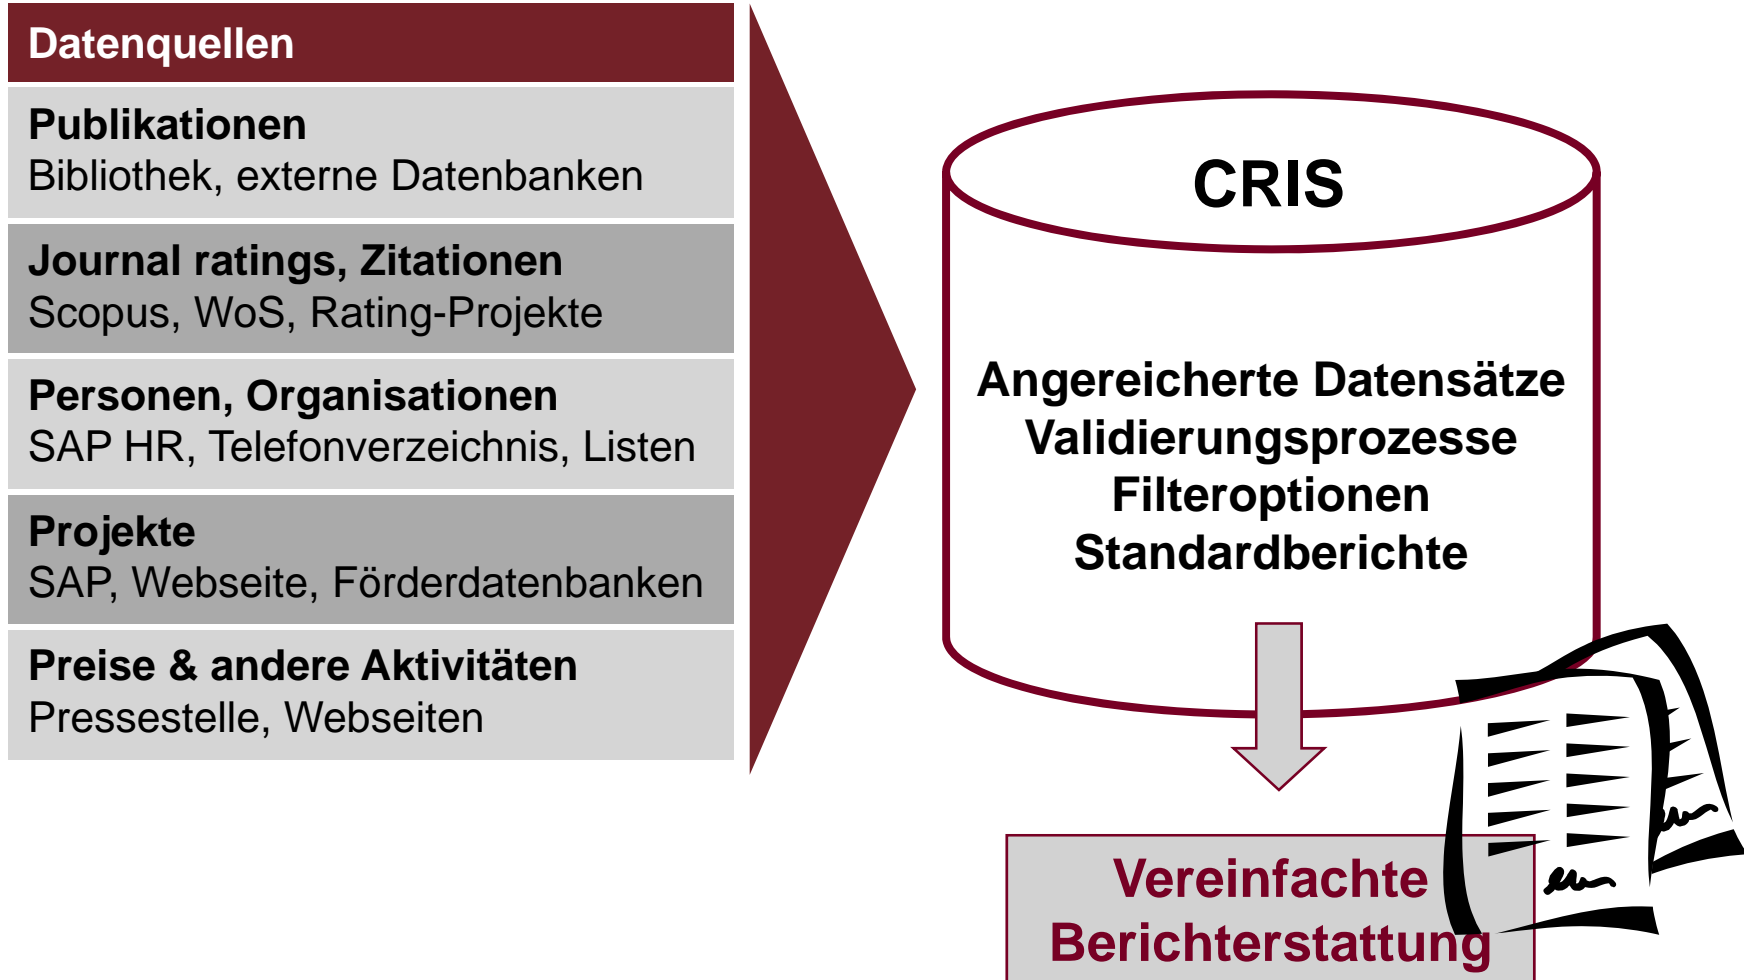 Datenquellen
Publikationen
Bibliothek, externe Datenbanken
Journal ratings, Zitationen
Scopus, WoS, Rating-Projekte
Personen, Organisationen
SAP HR, Telefonverzeichnis, Listen
Projekte
SAP, Webseite, Förderdatenbanken
Preise & andere Aktivitäten
Pressestelle, Webseiten
CRIS
Angereicherte Datensätze
Validierungsprozesse
Filteroptionen
Standardberichte
Vereinfachte
Berichterstattung